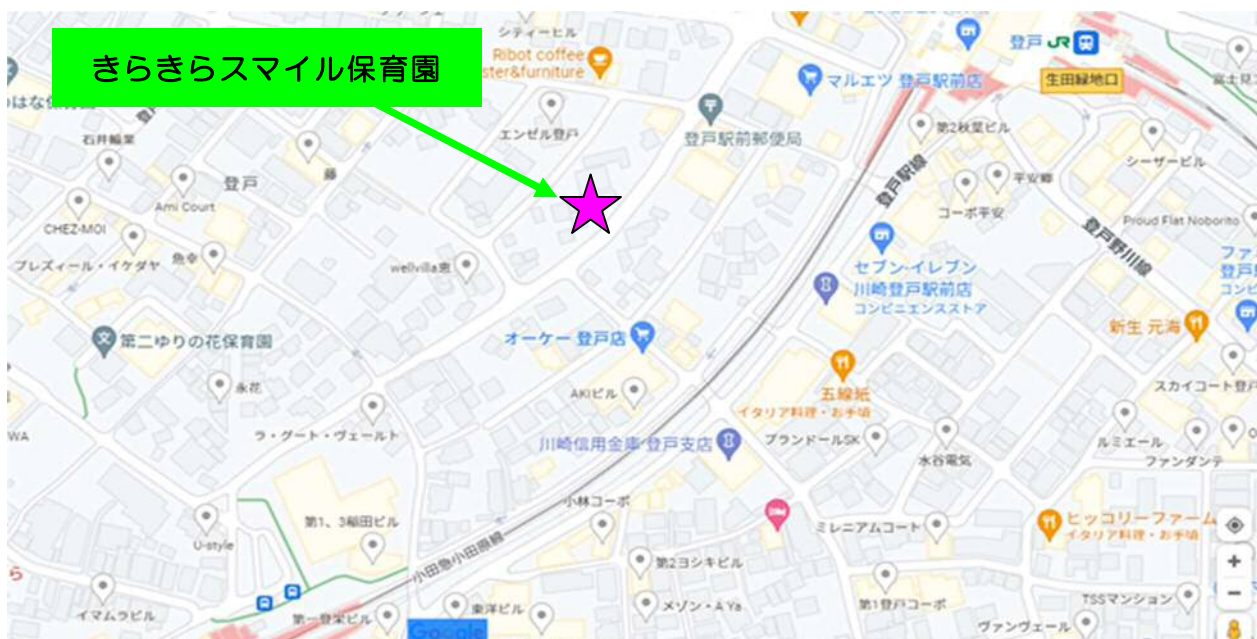 きらきらスマイル保育園
シティービル
Ribot coffee
ster&furniture
登戸
JR
生田緑地口
富士見
マルエツ 登戸駅前店
登戸駅前郵便局
エンゼル登戸
石井輪業
登戸
藤
Ami Court
CHEZ-MOI
魚幸
プレズィール・イケダヤ
wellvilla恵
第2秋葉ビル
登戸駅線
平安郷
コーポ平安
シーザービル
Proud Flat Noborito
登戸野川線
セブン-イレブン
川崎登戸駅前店
コンビニエンスストア
ファ
登戸
コンビ
第二ゆりの花保育園
オーケー 登戸店
新生 元海
永花
AKIビル
五線紙
イタリア料理・お手頃
スカイコート登戸
WA
ラ・グート・ヴェールト
川崎信用金庫 登戸支店
ブランドールSK
水谷電気
ルミエール
ファンダンテ
小林コーポ
第1、3稲田ビル
U-style
ミレニアムコート
ヒッコリーファーム
イタリア料理・お手頃
小田急小田原線
第2ヨシキビル
ら
イマムラビル
第一登栄ビル
東洋ビル
Google
メゾン・A Ya
第1登戸コーポ
TSSマンション
ヴァンヴェール